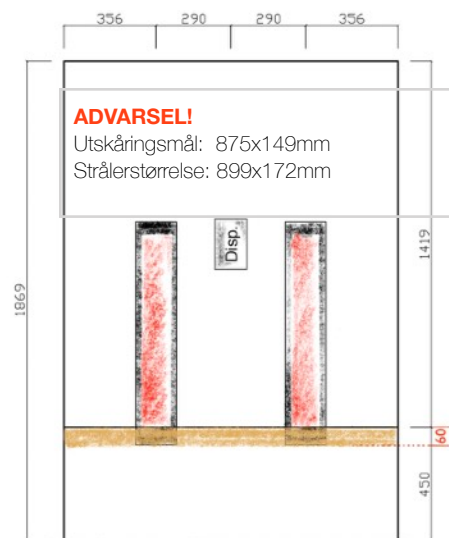 356 290 290 356
ADVARSEL!
Utskåringsmål: 875x149mm
Strålerstørrelse: 899x172mm
Disp.
1419
1869
60
450